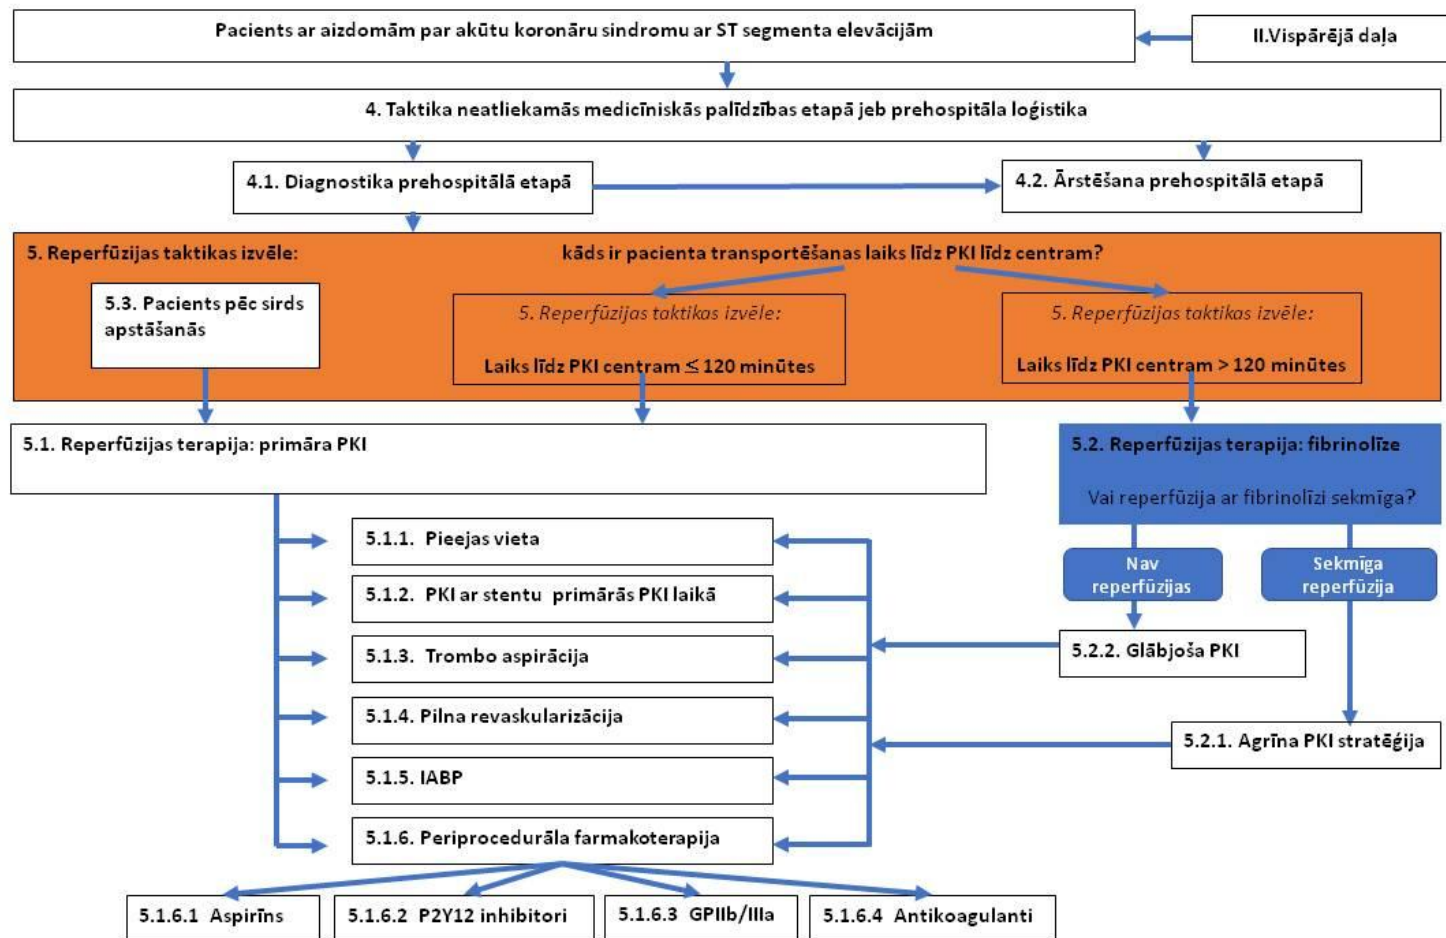 Pacients ar aizdomām par akūtu koronāru sindromu ar ST segmenta elevācijām
II.Vispārējā daļa
4. Taktika neatliekamās medicīniskās palīdzības etapā jeb prehospitāla loģistika
4.1. Diagnostika prehospitālā etapā
4.2. Ārstēšana prehospitālā etapā
5. Reperfūzijas taktikas izvēle:
kāds ir pacienta transportēšanas laiks līdz PKI līdz centram?
5.3. Pacients pēc sirds
apstāšanās
5. Reperfūzijas taktikas izvēle:
Laiks līdz PKI centram ≤ 120 minūtes
5. Reperfūzijas taktikas izvēle:
Laiks līdz PKI centram > 120 minūtes
5.1. Reperfūzijas terapija: primāra PKI
5.2. Reperfūzijas terapija: fibrinolīze
Vai reperfūzija ar fibrinolīzi sekmīga?
5.1.1. Pieejas vieta
Nav
reperfūzijas
Sekmīga
reperfūzija
5.1.2. PKI ar stentu primārās PKI laikā
5.1.3. Trombo aspirācija
5.2.2. Glābjoša PKI
5.1.4. Pilna revaskularizācija
5.2.1. Agrīna PKI stratēģija
5.1.5. IABP
5.1.6. Periprocedurāla farmakoterapija
5.1.6.1 Aspirīns
5.1.6.2 P2Y12 inhibitori
5.1.6.3 GPIIb/IIIa
5.1.6.4 Antikoagulanti